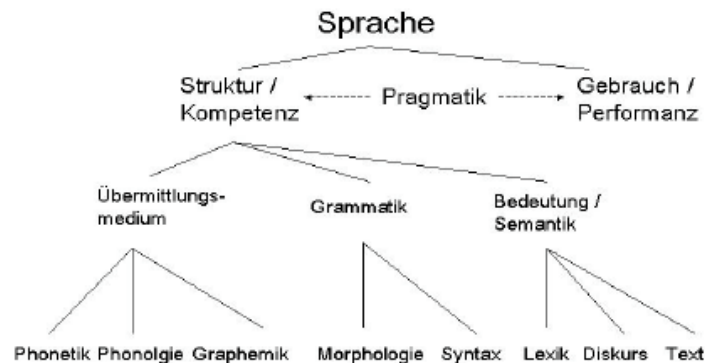 Sprache
Struktur / Kompetenz
Pragmatik
Gebrauch / Performanz
Übermittlungs-
medium
Grammatik
Bedeutung /
Semantik
Phonetik Phonolgie Graphemik Morphologie Syntax Lexik Diskurs Text